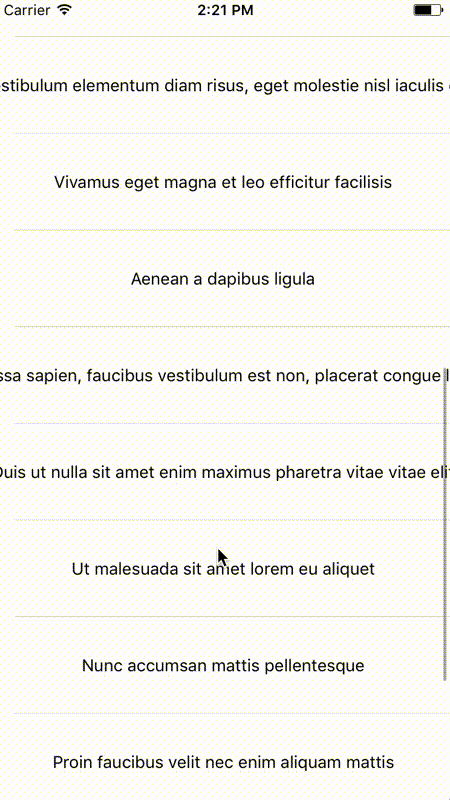 Carrier 2:21 PM
estibulum elementum diam risus, eget molestie nisl iaculis
Vivamus eget magna et leo efficitur facilisis
Aenean a dapibus ligula
ssa sapien, faucibus vestibulum est non, placerat congue l
Duis ut nulla sit amet enim maximus pharetra vitae vitae elit
Ut malesuada sit amet lorem eu aliquet
Nunc accumsan mattis pellentesque
Proin faucibus velit nec enim aliquam mattis